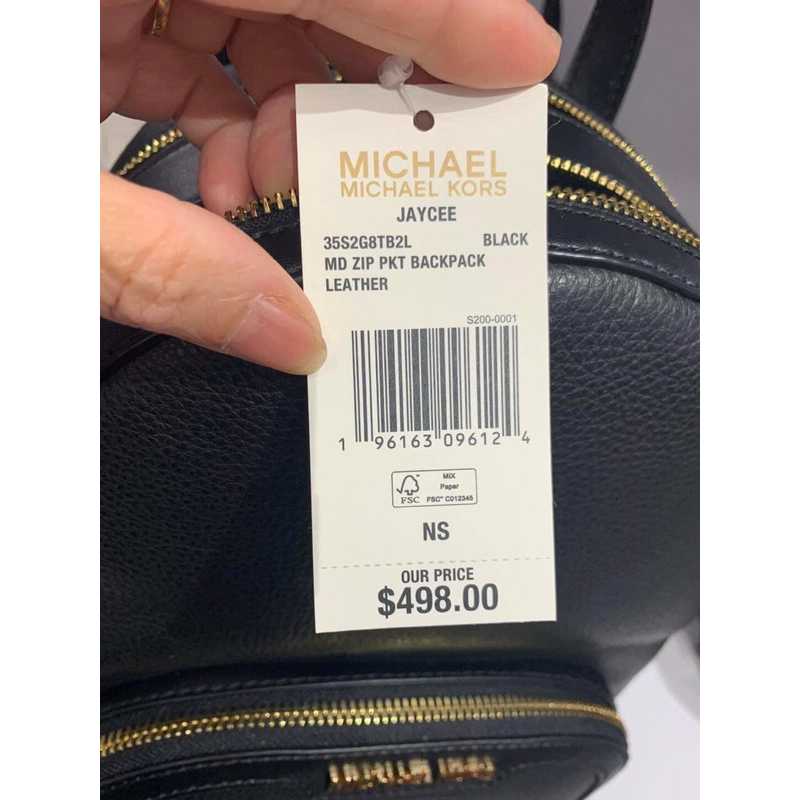 MICHAEL
MICHAEL KORS
JAYCEE
35S2G8TB2L BLACK
MD ZIP PKT BACKPACK
LEATHER
S200-0001
1 96163 09612 4
FSC
MIX
Paper
FSC™ C012345
NS
OUR PRICE
$498.00